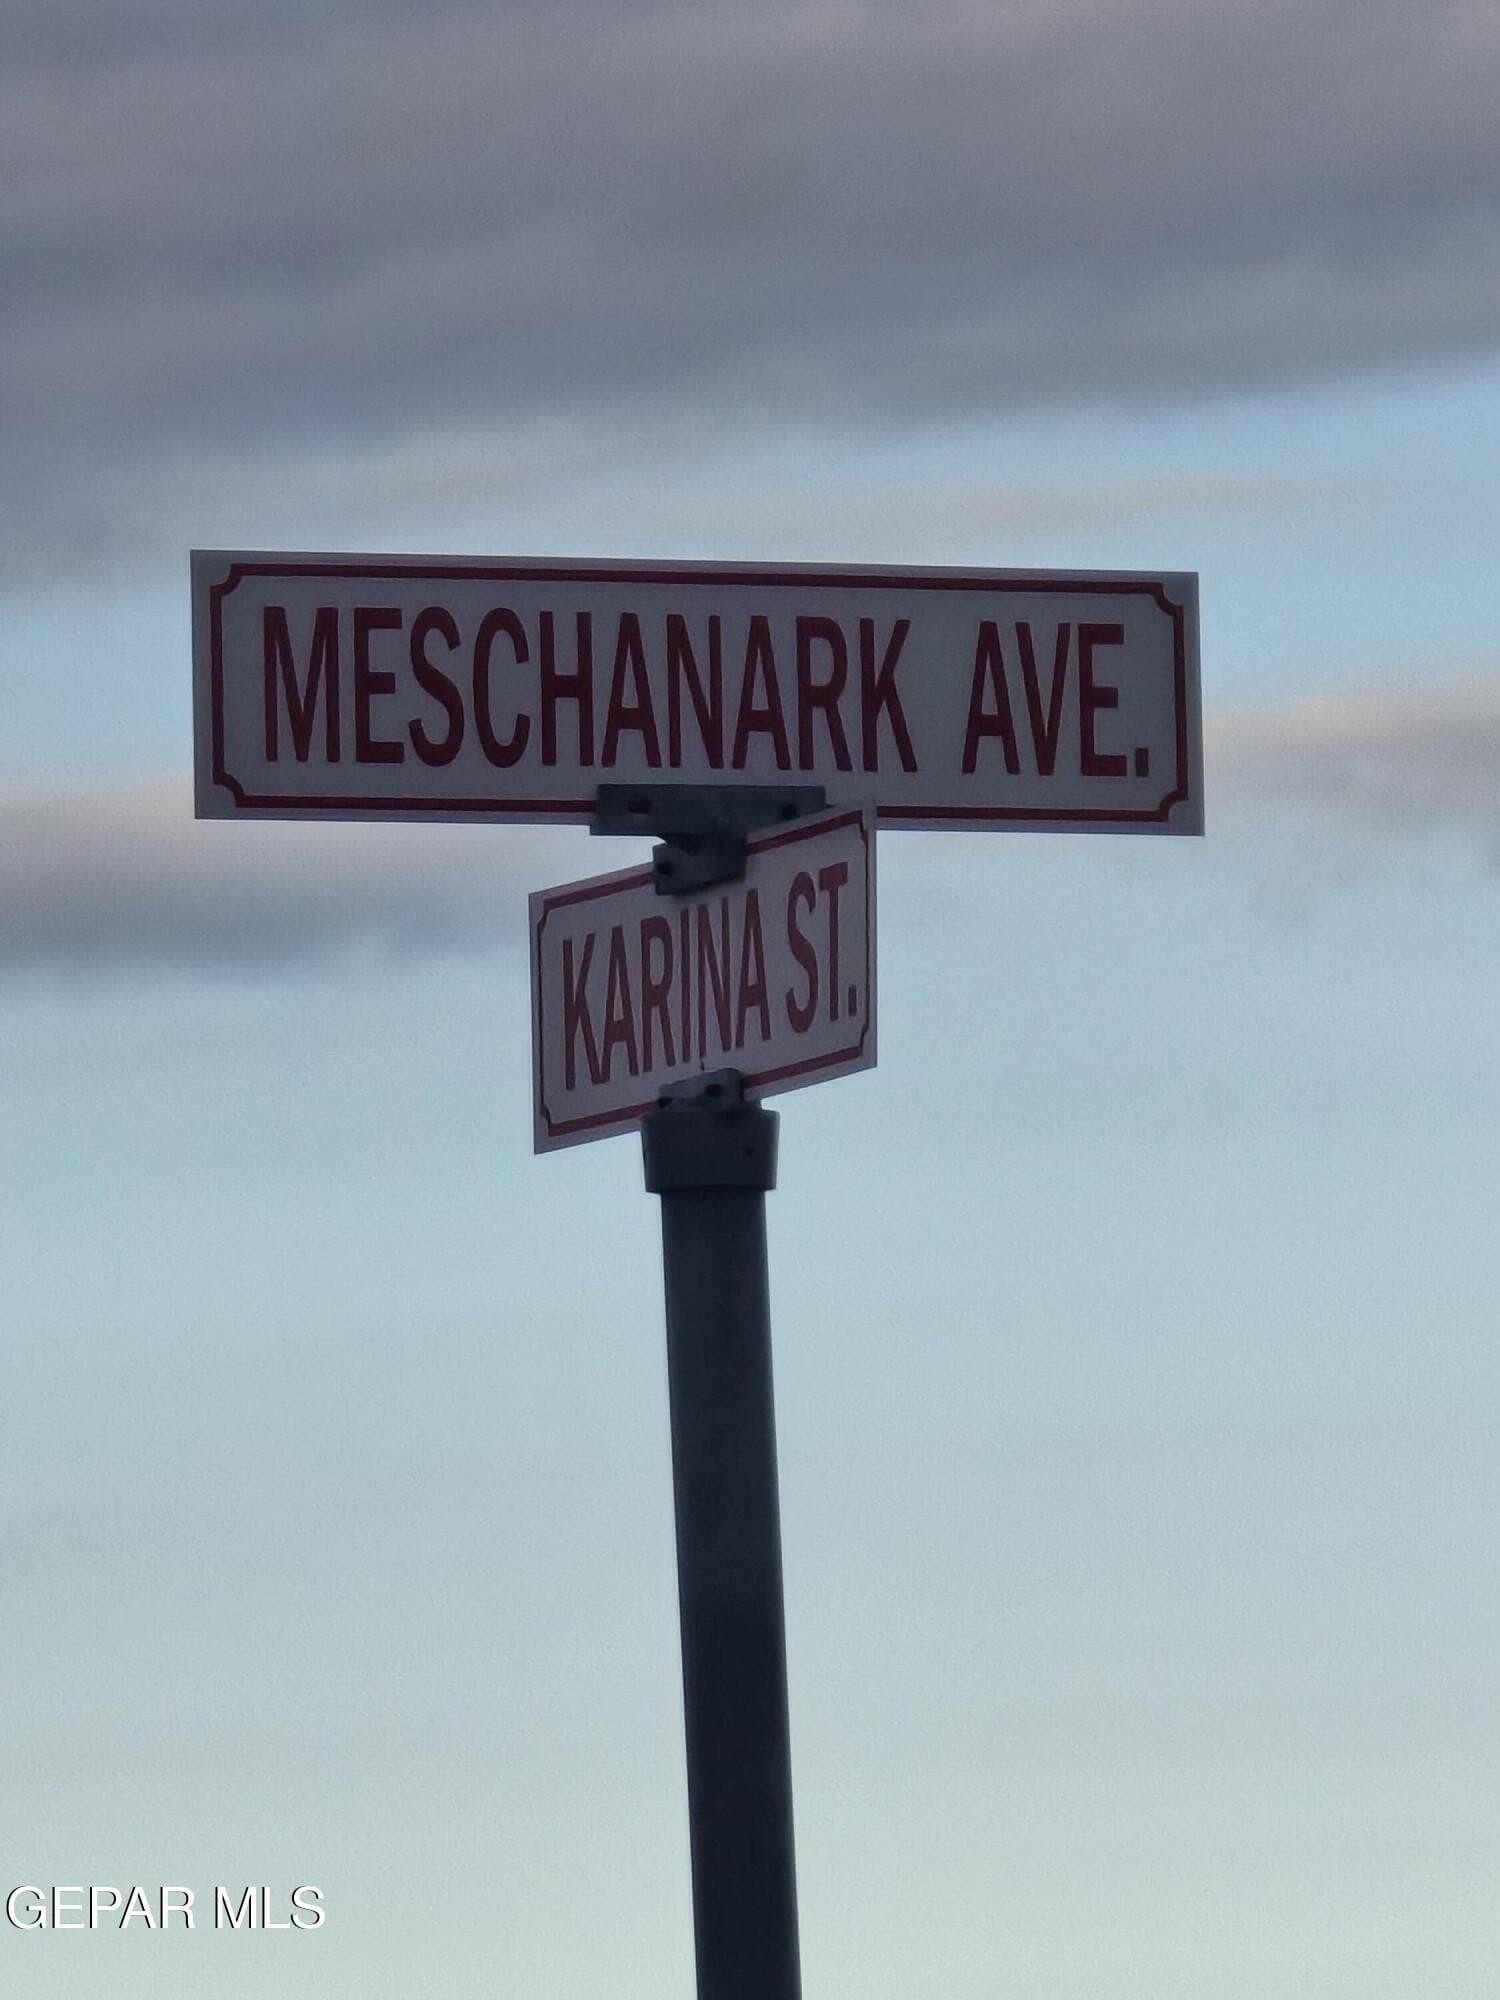 MESCHANARK AVE.
KARINA ST.
GEPAR MLS